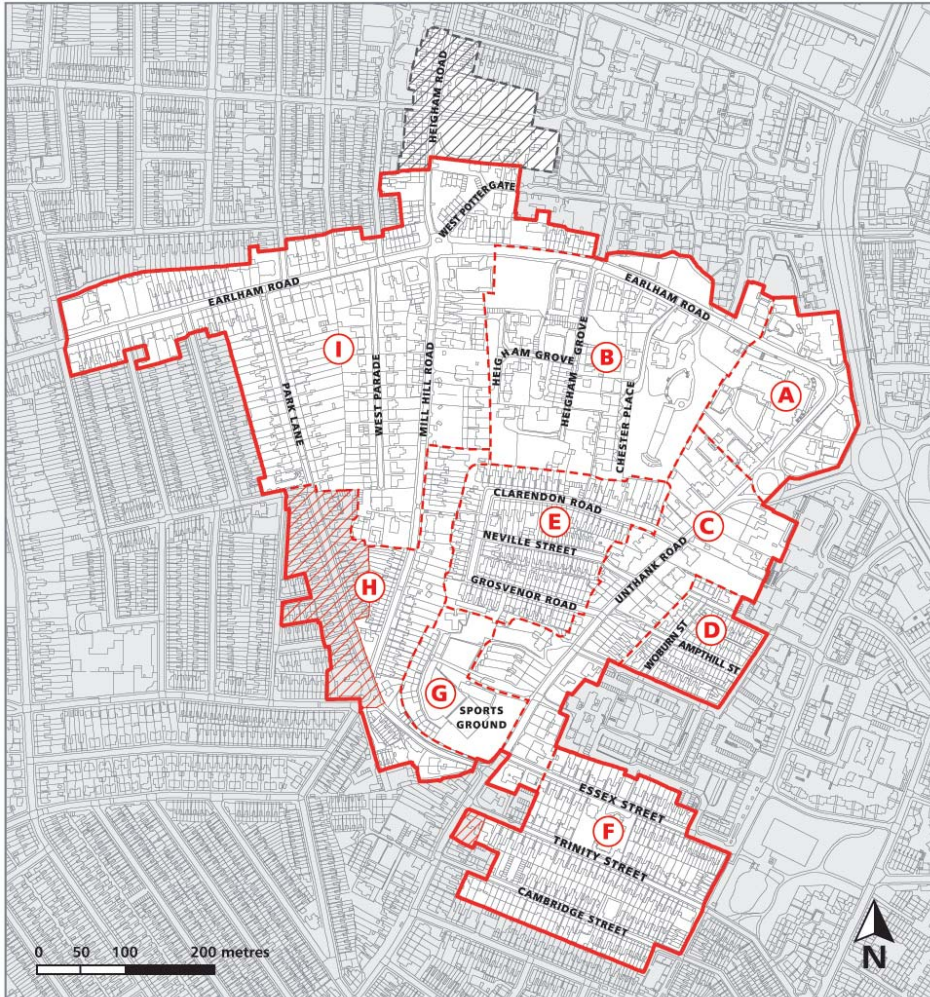 HEIGHAM ROAD
WEST POTTERGATE
EARLHAM ROAD
EARLHAM ROAD
I
B
A
HEIGHAM GROVE
HEIGHAM GROVE
CHESTER PLACE
PARK LANE
WEST PARADE
MILL HILL ROAD
CLARENDON ROAD
E
C
NEVILLE STREET
UNTHANK ROAD
GROSVENOR ROAD
H
D
WOBURN ST
AMPTHILL ST
G
SPORTS
GROUND
ESSEX STREET
F
TRINITY STREET
CAMBRIDGE STREET
0 50 100 200 metres
N